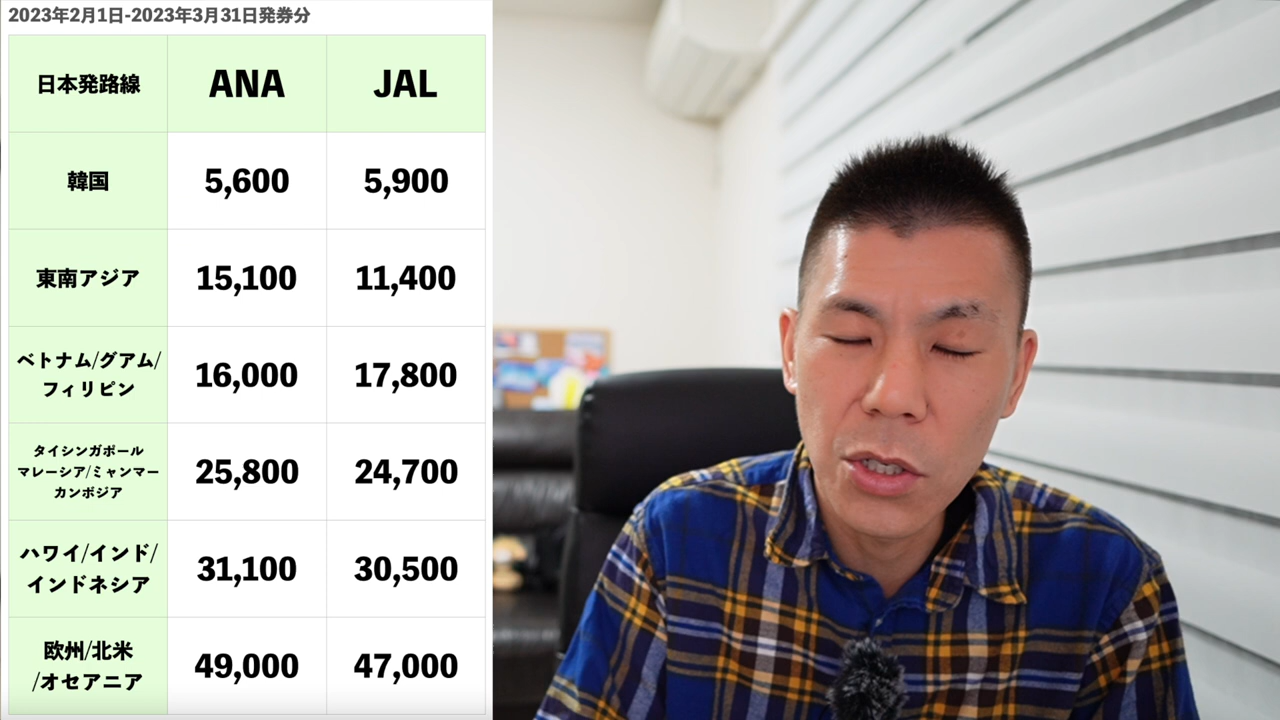 2023年2月1日-2023年3月31日発券分
日本発路線 ANA JAL
韓国 5,600 5,900
東南アジア 15,100 11,400
ベトナム/グアム/
フィリピン 16,000 17,800
タイシンガポール
マレーシア/ミャンマー
カンボジア 25,800 24,700
ハワイ/インド/
インドネシア 31,100 30,500
欧州/北米
/オセアニア 49,000 47,000